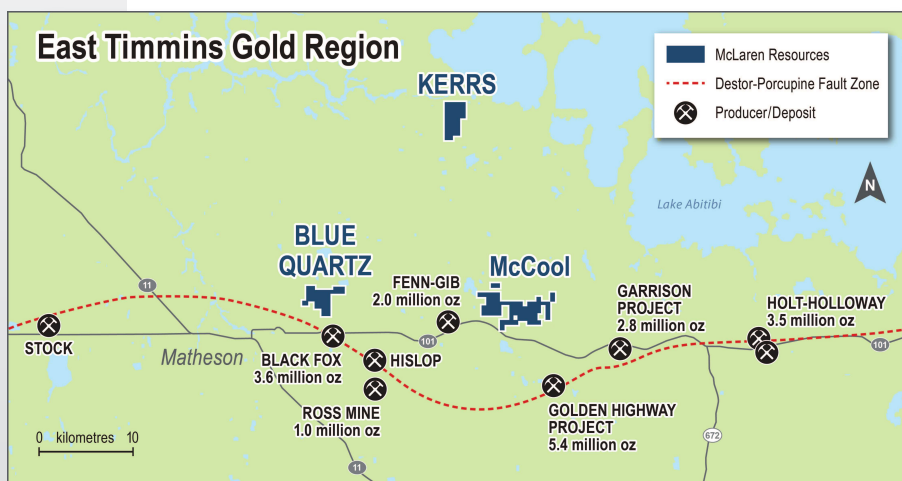 East Timmins Gold Region
McLaren Resources
Destor-Porcupine Fault Zone
Producer/Deposit
KERRS
N
Lake Abitibi
BLUE
QUARTZ
McCool
FENN-GIB
2.0 million oz
GARRISON
PROJECT
2.8 million oz
HOLT-HOLLOWAY
3.5 million oz
11
STOCK
Matheson
101
101
BLACK FOX
3.6 million oz
HISLOP
ROSS MINE
1.0 million oz
GOLDEN HIGHWAY
PROJECT
5.4 million oz
672
0 kilometres 10
11